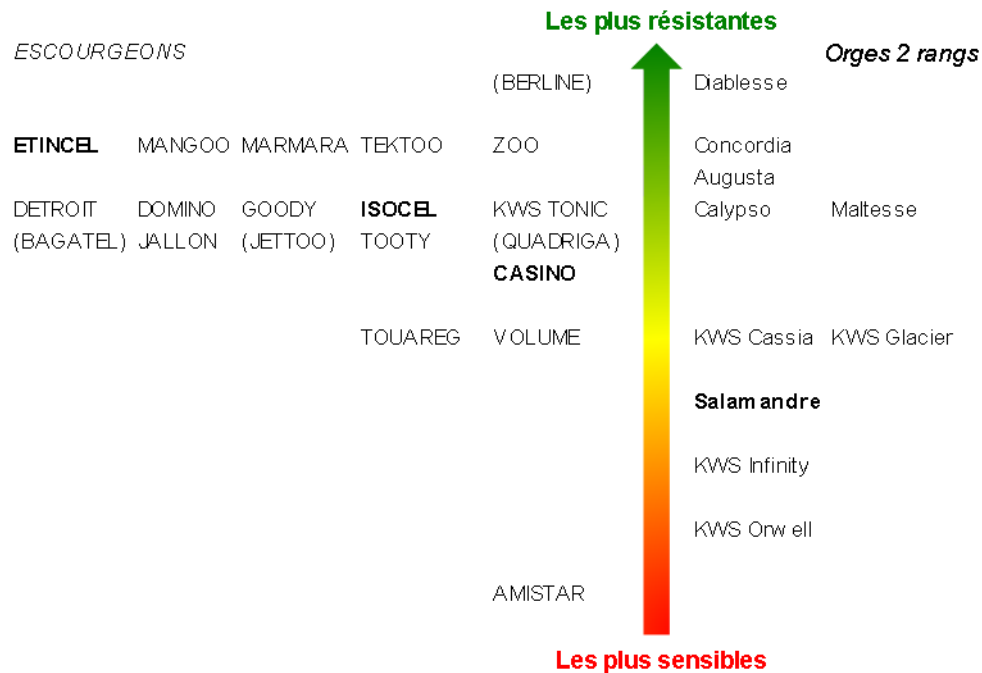 Les plus résistantes
ESCOURGEONS Orges 2 rangs
(BERLINE) Diablesse
ETINCEL MANGOO MARMARA TEKTOO ZOO Concordia
Augusta
DETROIT DOMINO GOODY ISOCEL KWS TONIC Calypso Maltesse
(BAGATEL) JALLON (JETTOO) TOOTY (QUADRIGA)
CASINO
TOUAREG VOLUME KWS Cassia KWS Glacier
Salamandre
KWS Infinity
KWS Orwell
AMISTAR
Les plus sensibles